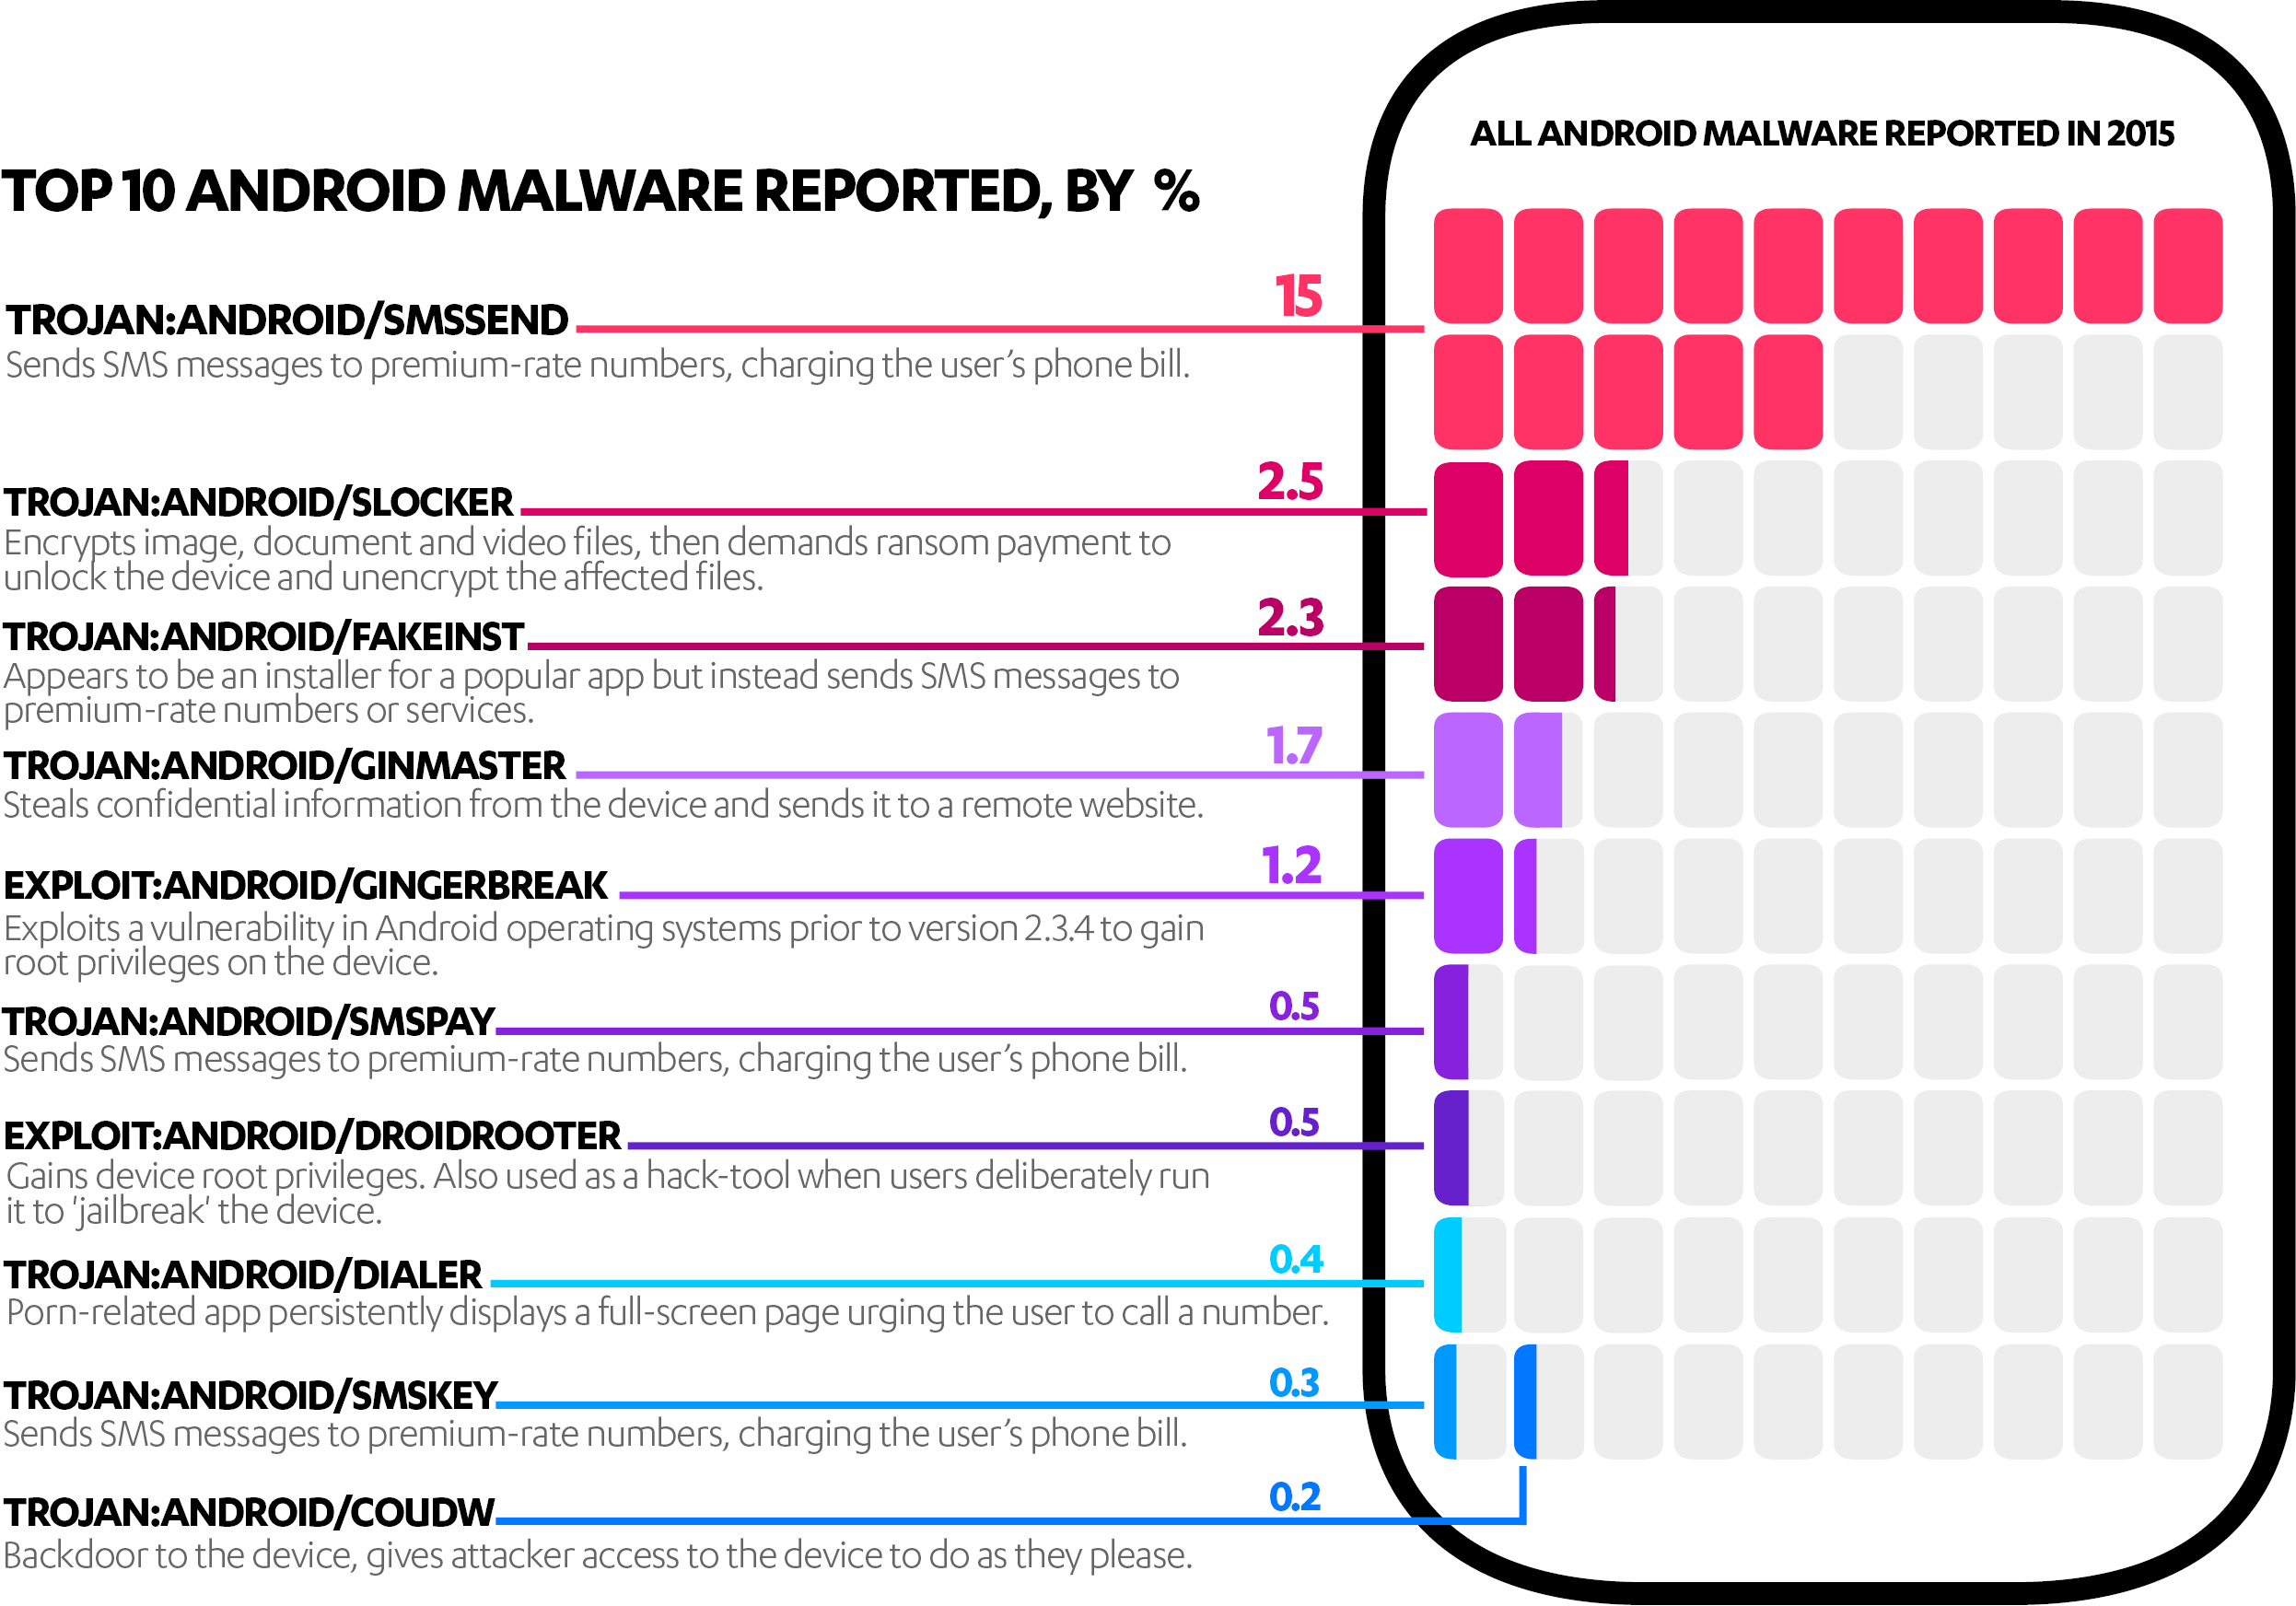 ALL ANDROID MALWARE REPORTED IN 2015
TOP 10 ANDROID MALWARE REPORTED, BY %
15
TROJAN:ANDROID/SMSSEND
Sends SMS messages to premium-rate numbers, charging the user’s phone bill.
2.5
TROJAN:ANDROID/SLOCKER
Encrypts image, document and video files, then demands ransom payment to
unlock the device and unencrypt the affected files.
2.3
TROJAN:ANDROID/FAKEINST
Appears to be an installer for a popular app but instead sends SMS messages to
premium-rate numbers or services.
1.7
TROJAN:ANDROID/GINMASTER
Steals confidential information from the device and sends it to a remote website.
1.2
EXPLOIT:ANDROID/GINGERBREAK
Exploits a vulnerability in Android operating systems prior to version 2.3.4 to gain
root privileges on the device.
0.5
TROJAN:ANDROID/SMSPAY
Sends SMS messages to premium-rate numbers, charging the user’s phone bill.
0.5
EXPLOIT:ANDROID/DROIDROOTER
Gains device root privileges. Also used as a hack-tool when users deliberately run
it to 'jailbreak' the device.
0.4
TROJAN:ANDROID/DIALER
Porn-related app persistently displays a full-screen page urging the user to call a number.
0.3
TROJAN:ANDROID/SMSKEY
Sends SMS messages to premium-rate numbers, charging the user’s phone bill.
0.2
TROJAN:ANDROID/COUDW
Backdoor to the device, gives attacker access to the device to do as they please.